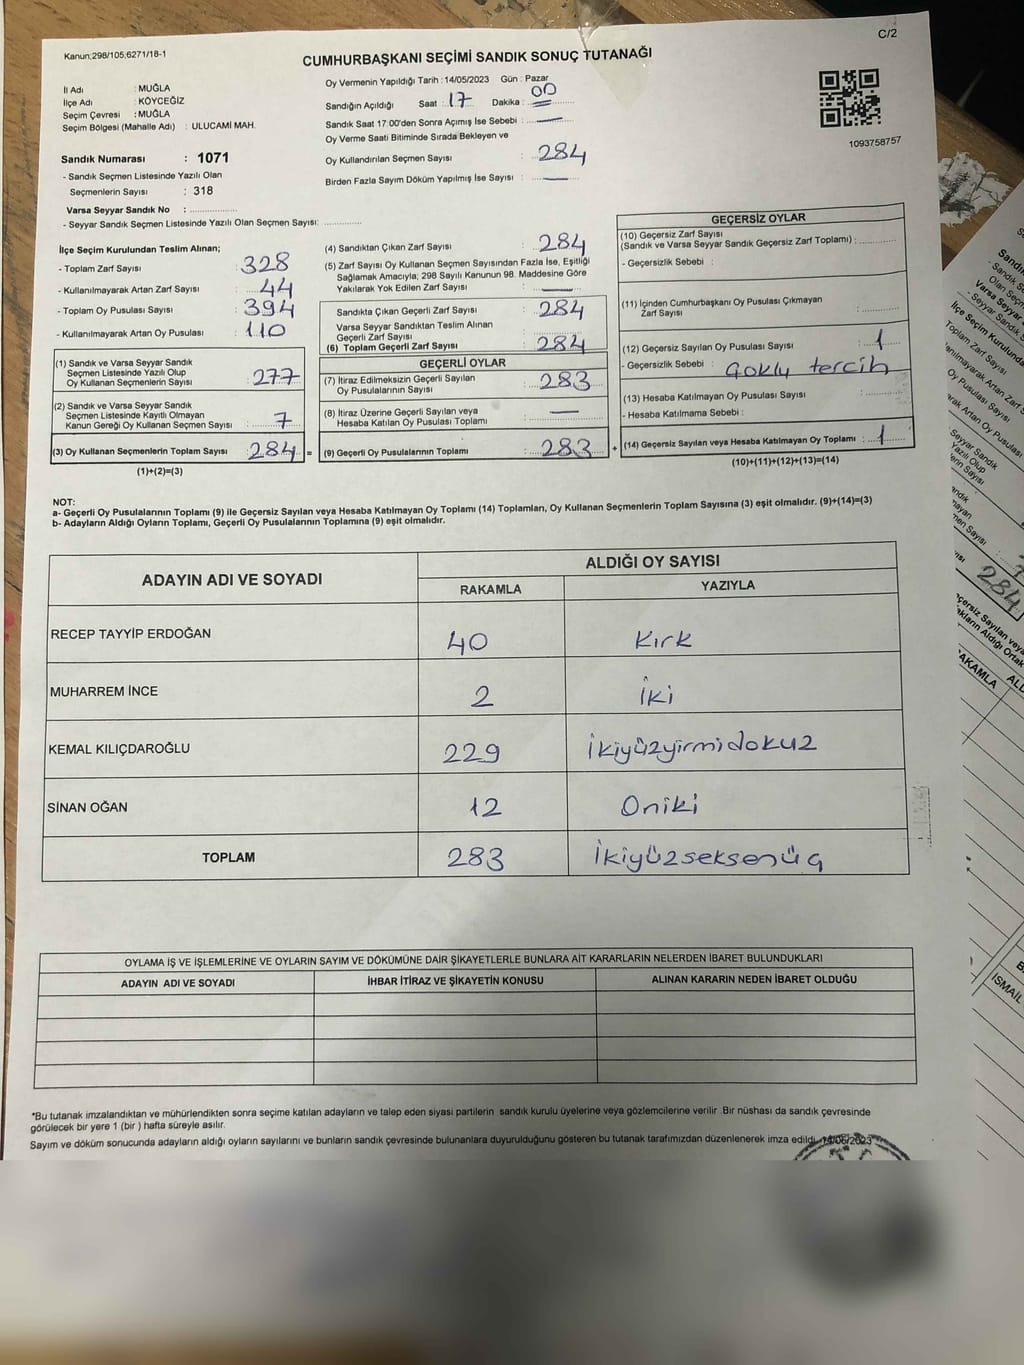 Kanun;298/105,6271/18-1
C/2
CUMHURBAŞKANI SEÇİMİ SANDIK SONUÇ TUTANAĞI
İl Adı : MUĞLA
İlçe Adı : KÖYCEĞİZ
Seçim Çevresi : MUĞLA
Seçim Bölgesi (Mahalle Adı) : ULUCAMİ MAH.
Sandık Numarası : 1071
- Sandık Seçmen Listesinde Yazılı Olan
Seçmenlerin Sayısı : 318
Varsa Seyyar Sandık No : ................
- Seyyar Sandık Seçmen Listesinde Yazılı Olan Seçmen Sayısı: ............
Oy Vermenin Yapıldığı Tarih : 14/05/2023 Gün : Pazar
Sandığın Açıldığı Saat : 17 Dakika : 00
Sandık Saat 17:00'den Sonra Açımış İse Sebebi : —
Oy Verme Saati Bitiminde Sırada Bekleyen ve
Oy Kullandırılan Seçmen Sayısı : 284
Birden Fazla Sayım Döküm Yapılmış İse Sayısı : —
1093758757
İlçe Seçim Kurulundan Teslim Alınan;
- Toplam Zarf Sayısı : 328
- Kullanılmayarak Artan Zarf Sayısı : 44
- Toplam Oy Pusulası Sayısı : 394
- Kullanılmayarak Artan Oy Pusulası : 110
(1) Sandık ve Varsa Seyyar Sandık
Seçmen Listesinde Yazılı Olup
Oy Kullanan Seçmenlerin Sayısı : 277
(2) Sandık ve Varsa Seyyar Sandık
Seçmen Listesinde Kayıtlı Olmayan
Kanun Gereği Oy Kullanan Seçmen Sayısı : 7
(3) Oy Kullanan Seçmenlerin Toplam Sayısı : 284 =
(1)+(2)=(3)
(4) Sandıktan Çıkan Zarf Sayısı : 284
(5) Zarf Sayısı Oy Kullanan Seçmen Sayısından Fazla İse, Eşitliği
Sağlamak Amacıyla; 298 Sayılı Kanunun 98. Maddesine Göre
Yakılarak Yok Edilen Zarf Sayısı : —
Sandıkta Çıkan Geçerli Zarf Sayısı : 284
Varsa Seyyar Sandıktan Teslim Alınan
Geçerli Zarf Sayısı :
(6) Toplam Geçerli Zarf Sayısı : 284
GEÇERLİ OYLAR
(7) İtiraz Edilmeksizin Geçerli Sayılan
Oy Pusulalarının Sayısı : 283
(8) İtiraz Üzerine Geçerli Sayılan veya
Hesaba Katılan Oy Pusulası Toplamı : —
(9) Geçerli Oy Pusulalarının Toplamı : 283 +
GEÇERSİZ OYLAR
(10) Geçersiz Zarf Sayısı
(Sandık ve Varsa Seyyar Sandık Geçersiz Zarf Toplamı) : ............
- Geçersizlik Sebebi :
(11) İçinden Cumhurbaşkanı Oy Pusulası Çıkmayan
Zarf Sayısı : ............
(12) Geçersiz Sayılan Oy Pusulası Sayısı : 1
- Geçersizlik Sebebi : Çoklu tercih
(13) Hesaba Katılmayan Oy Pusulası Sayısı : ............
- Hesaba Katılmama Sebebi :
(14) Geçersiz Sayılan veya Hesaba Katılmayan Oy Toplamı : 1
(10)+(11)+(12)+(13)=(14)
NOT:
a- Geçerli Oy Pusulalarının Toplamı (9) ile Geçersiz Sayılan veya Hesaba Katılmayan Oy Toplamı (14) Toplamları, Oy Kullanan Seçmenlerin Toplam Sayısına (3) eşit olmalıdır. (9)+(14)=(3)
b- Adayların Aldığı Oyların Toplamı, Geçerli Oy Pusulalarının Toplamına (9) eşit olmalıdır.
ADAYIN ADI VE SOYADI
ALDIĞI OY SAYISI
RAKAMLA YAZIYLA
RECEP TAYYİP ERDOĞAN 40 Kırk
MUHARREM İNCE 2 İki
KEMAL KILIÇDAROĞLU 229 İkiyüzyirmidokuz
SİNAN OĞAN 12 Oniki
TOPLAM 283 İkiyüzseksenüç
OYLAMA İŞ VE İŞLEMLERİNE VE OYLARIN SAYIM VE DÖKÜMÜNE DAİR ŞİKAYETLERLE BUNLARA AİT KARARLARIN NELERDEN İBARET BULUNDUKLARI
ADAYIN ADI VE SOYADI İHBAR İTİRAZ VE ŞİKAYETİN KONUSU ALINAN KARARIN NEDEN İBARET OLDUĞU
*Bu tutanak imzalandıktan ve mühürlendikten sonra seçime katılan adayların ve talep eden siyasi partilerin sandık kurulu üyelerine veya gözlemcilerine verilir. Bir nüshası da sandık çevresinde
görülecek bir yere 1 (bir ) hafta süreyle asılır.
Sayım ve döküm sonucunda adayların aldığı oyların sayılarını ve bunların sandık çevresinde bulunanlara duyurulduğunu gösteren bu tutanak tarafımızdan düzenlenerek imza edildi. 14/05/2023
284
RAKAMLA
İSMAİL